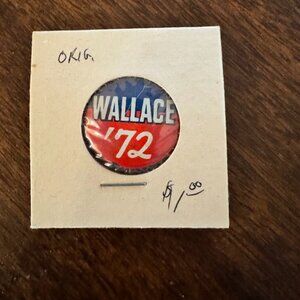 ORIG.
WALLACE
'72
$1.00